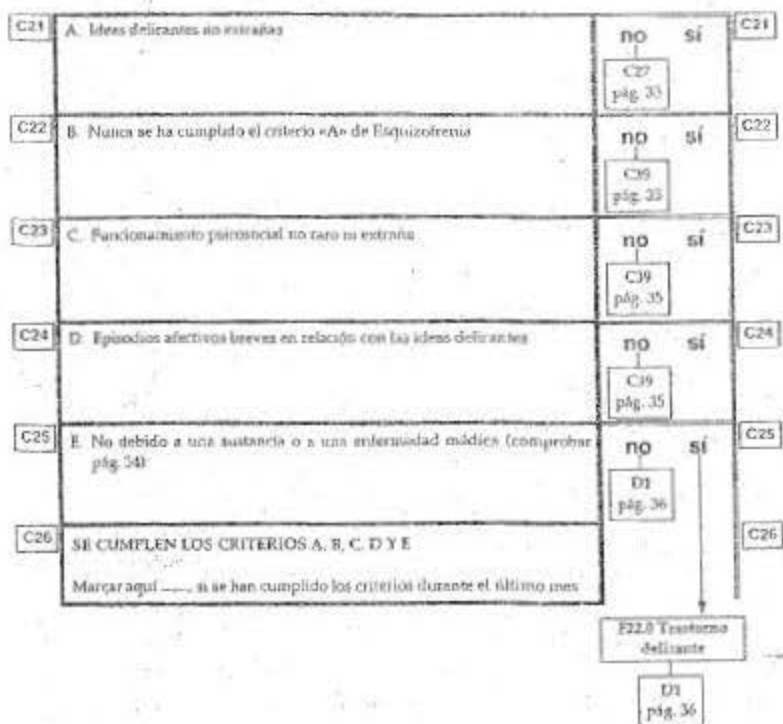 C21 A. Ideas delirantes no extrañas no sí C21
C27
pág. 33
C22 B. Nunca se ha cumplido el criterio «A» de Esquizofrenia no sí C22
C39
pág. 35
C23 C. Funcionamiento psicosocial no raro ni extraño no sí C23
C39
pág. 35
C24 D. Episodios afectivos breves en relación con las ideas delirantes no sí C24
C39
pág. 35
C25 E. No debido a una sustancia o a una enfermedad médica (comprobar no sí C25
pág. 34)
D1
pág. 36
C26 SE CUMPLEN LOS CRITERIOS A, B, C, D Y E C26
Marcar aquí ____, si se han cumplido los criterios durante el último mes
F22.0 Trastorno
delirante
D1
pág. 36